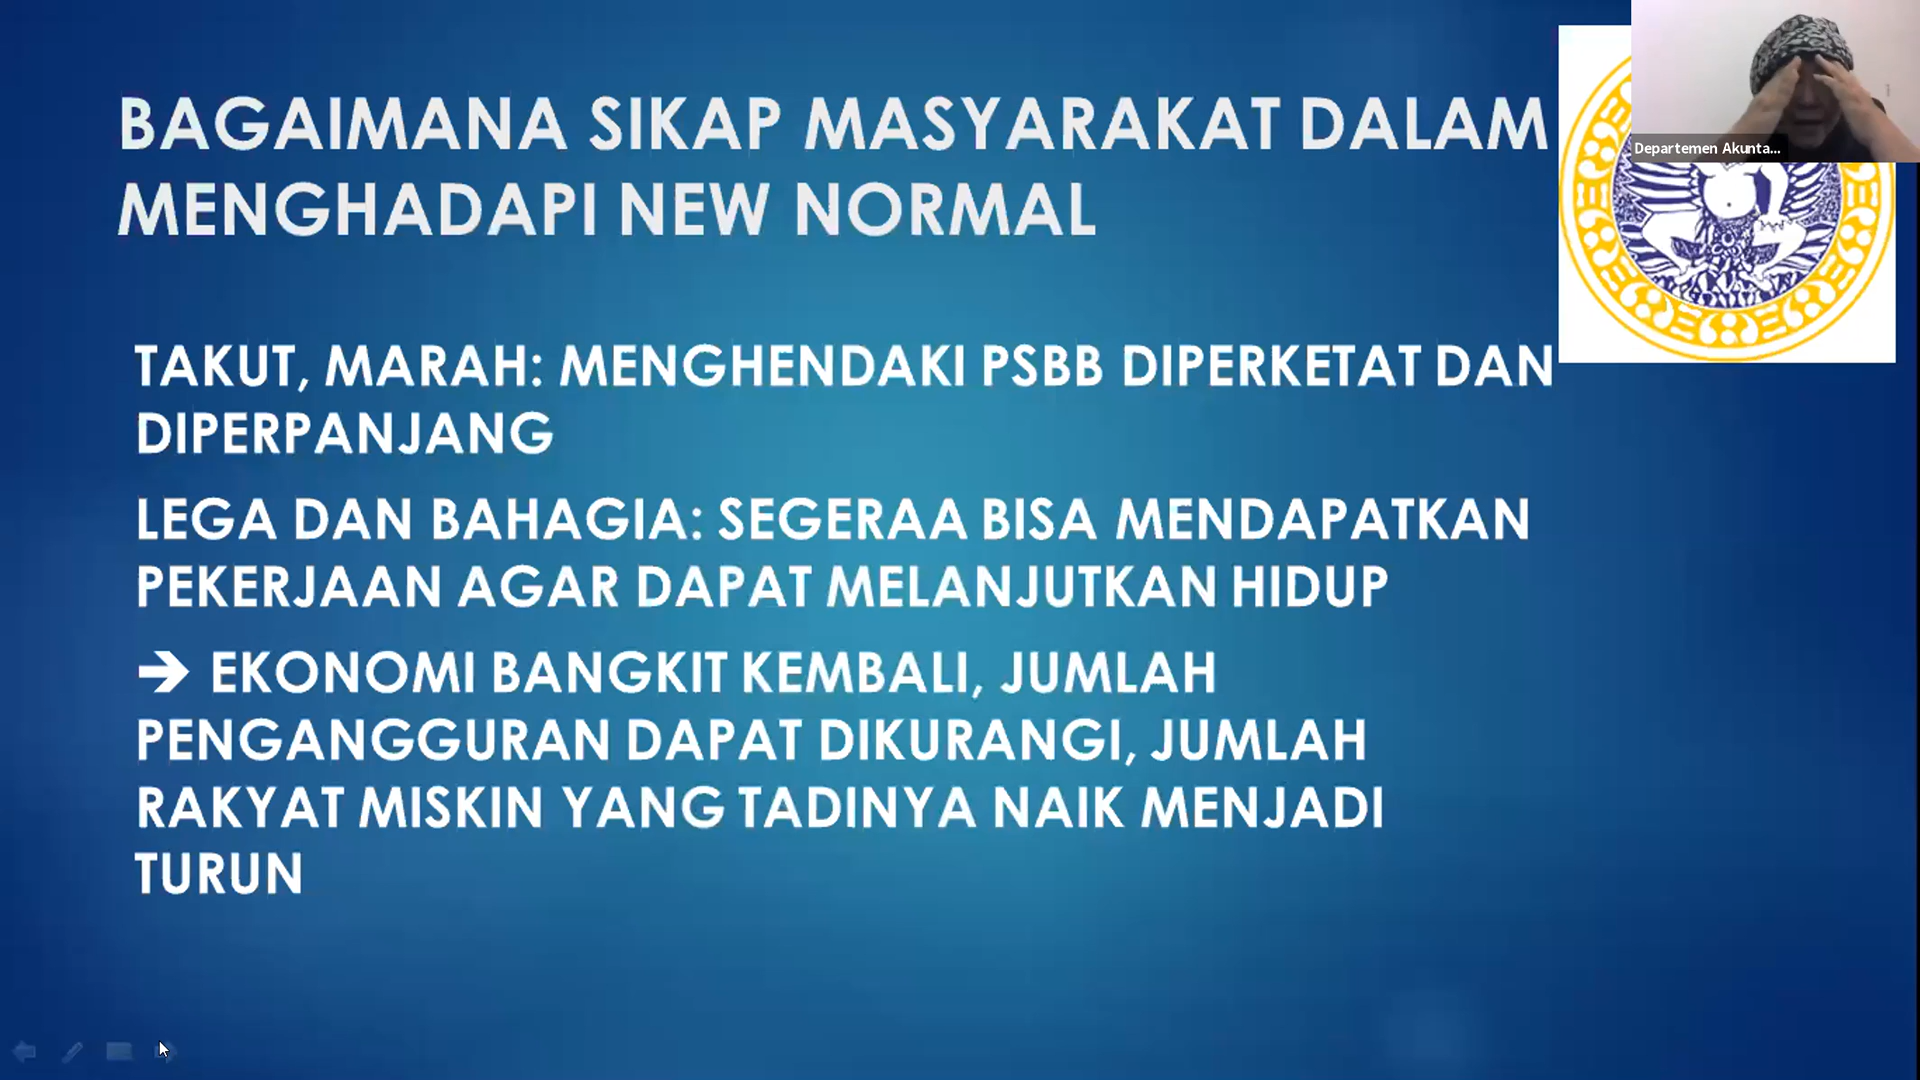 BAGAIMANA SIKAP MASYARAKAT DALAM
MENGHADAPI NEW NORMAL
Departemen Akunta...
TAKUT, MARAH: MENGHENDAKI PSBB DIPERKETAT DAN
DIPERPANJANG
LEGA DAN BAHAGIA: SEGERAA BISA MENDAPATKAN
PEKERJAAN AGAR DAPAT MELANJUTKAN HIDUP
➔ EKONOMI BANGKIT KEMBALI, JUMLAH
PENGANGGURAN DAPAT DIKURANGI, JUMLAH
RAKYAT MISKIN YANG TADINYA NAIK MENJADI
TURUN